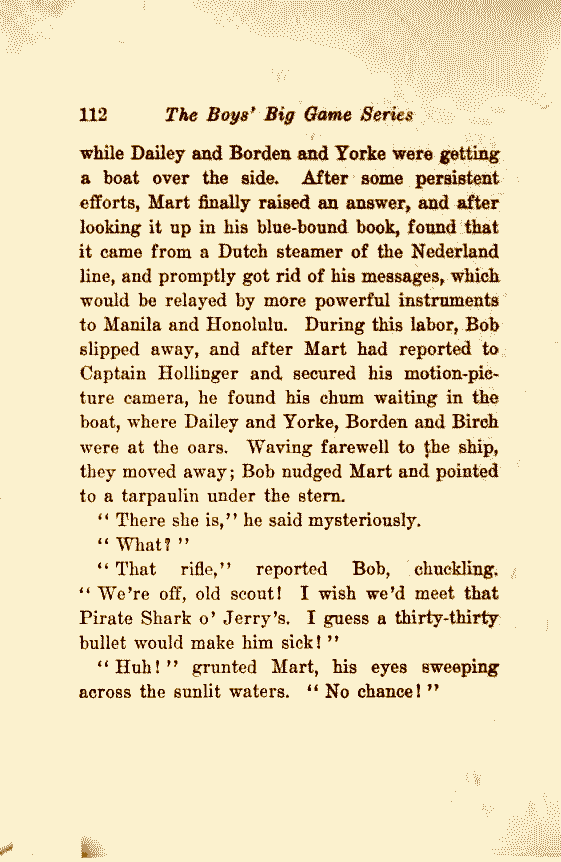 112 The Boys' Big Game Series
while Dailey and Borden and Yorke were getting
a boat over the side. After some persistent
efforts, Mart finally raised an answer, and after
looking it up in his blue-bound book, found that
it came from a Dutch steamer of the Nederland
line, and promptly got rid of his messages, which
would be relayed by more powerful instruments
to Manila and Honolulu. During this labor, Bob
slipped away, and after Mart had reported to
Captain Hollinger and secured his motion-pic-
ture camera, he found his chum waiting in the
boat, where Dailey and Yorke, Borden and Birch
were at the oars. Waving farewell to the ship,
they moved away; Bob nudged Mart and pointed
to a tarpaulin under the stern.
"There she is," he said mysteriously.
"What?"
"That rifle," reported Bob, chuckling.
"We're off, old scout! I wish we'd meet that
Pirate Shark o' Jerry's. I guess a thirty-thirty
bullet would make him sick!"
"Huh!" grunted Mart, his eyes sweeping
across the sunlit waters. "No chance!"